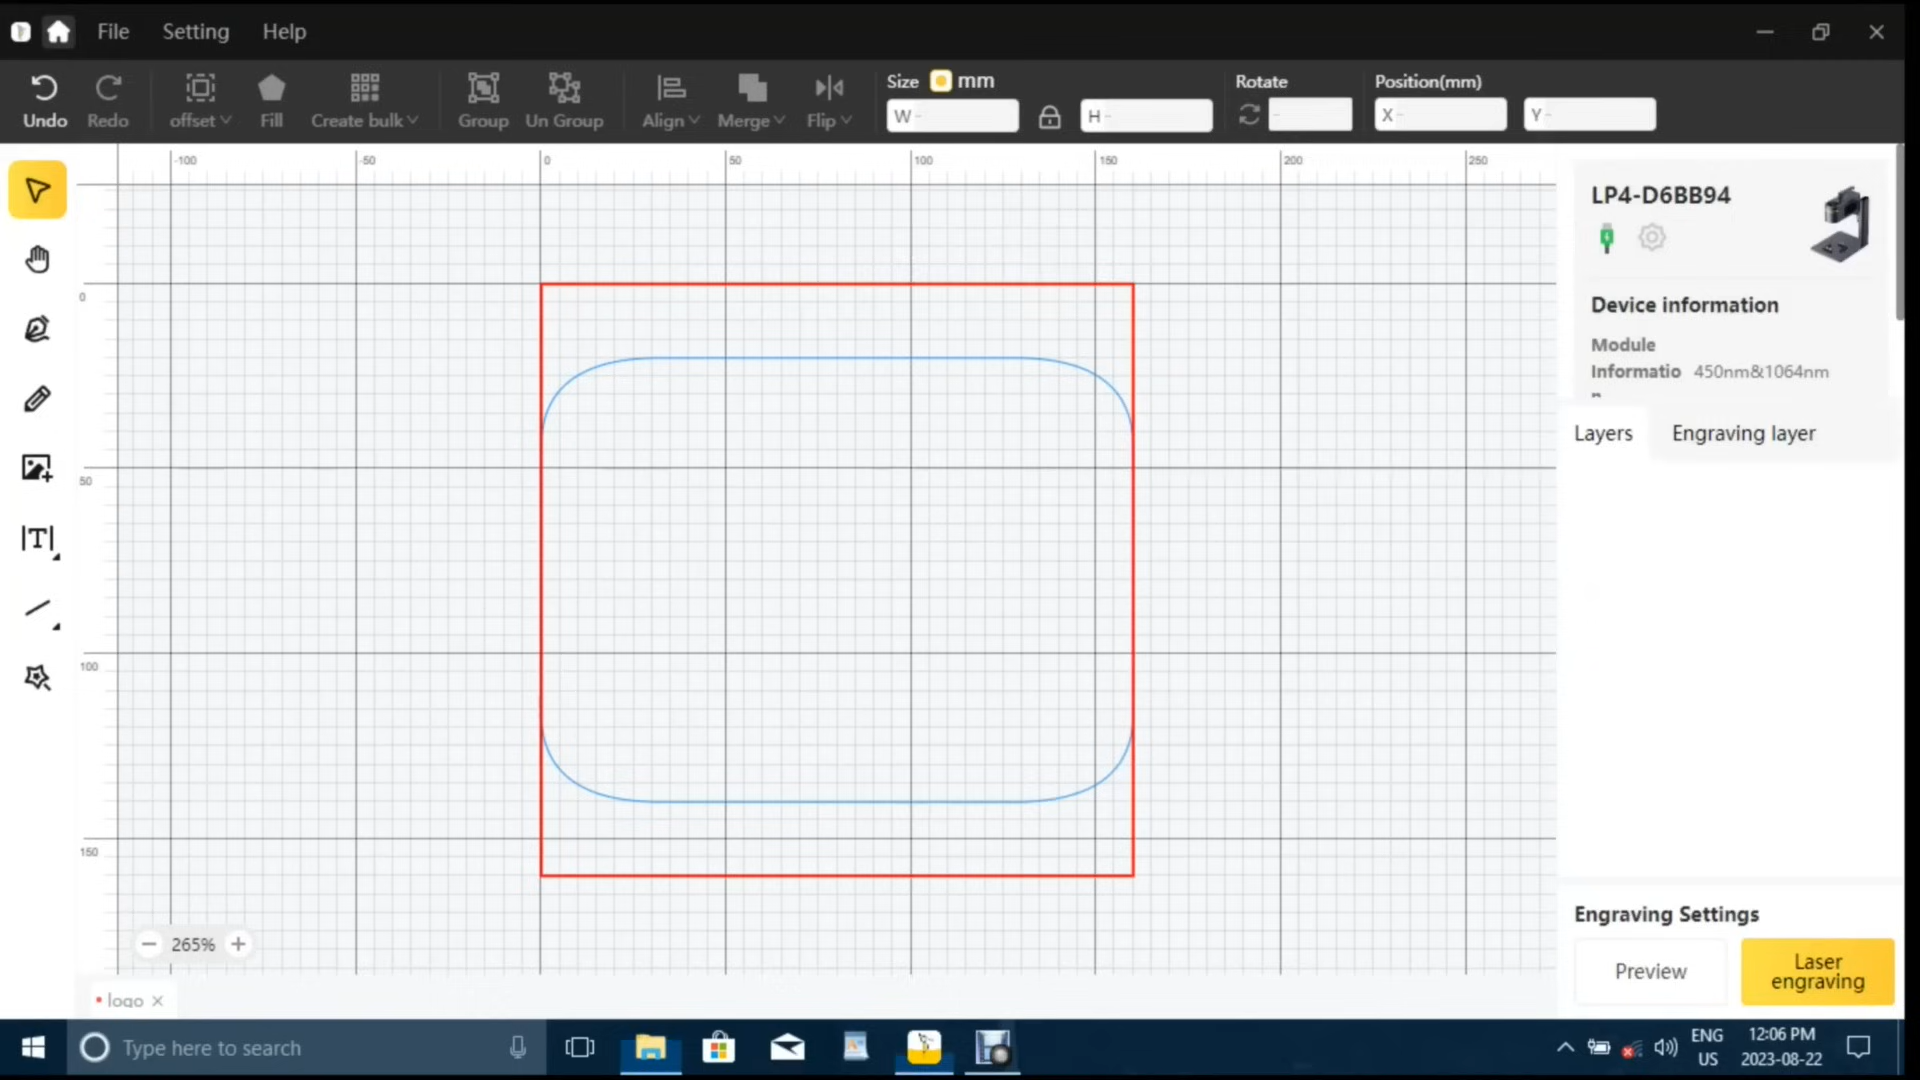 File Setting Help
Undo Redo offset Fill Create bulk Group Un Group Align Merge Flip
Size mm
W H
Rotate
Position(mm)
X Y
-100 -50 0 50 100 150 200 250
0
50
100
150
LP4-D6BB94
Device information
Module
Informatio 450nm&1064nm
Layers Engraving layer
265%
Engraving Settings
Preview
Laser
engraving
logo
Type here to search
ENG
US
12:06 PM
2023-08-22